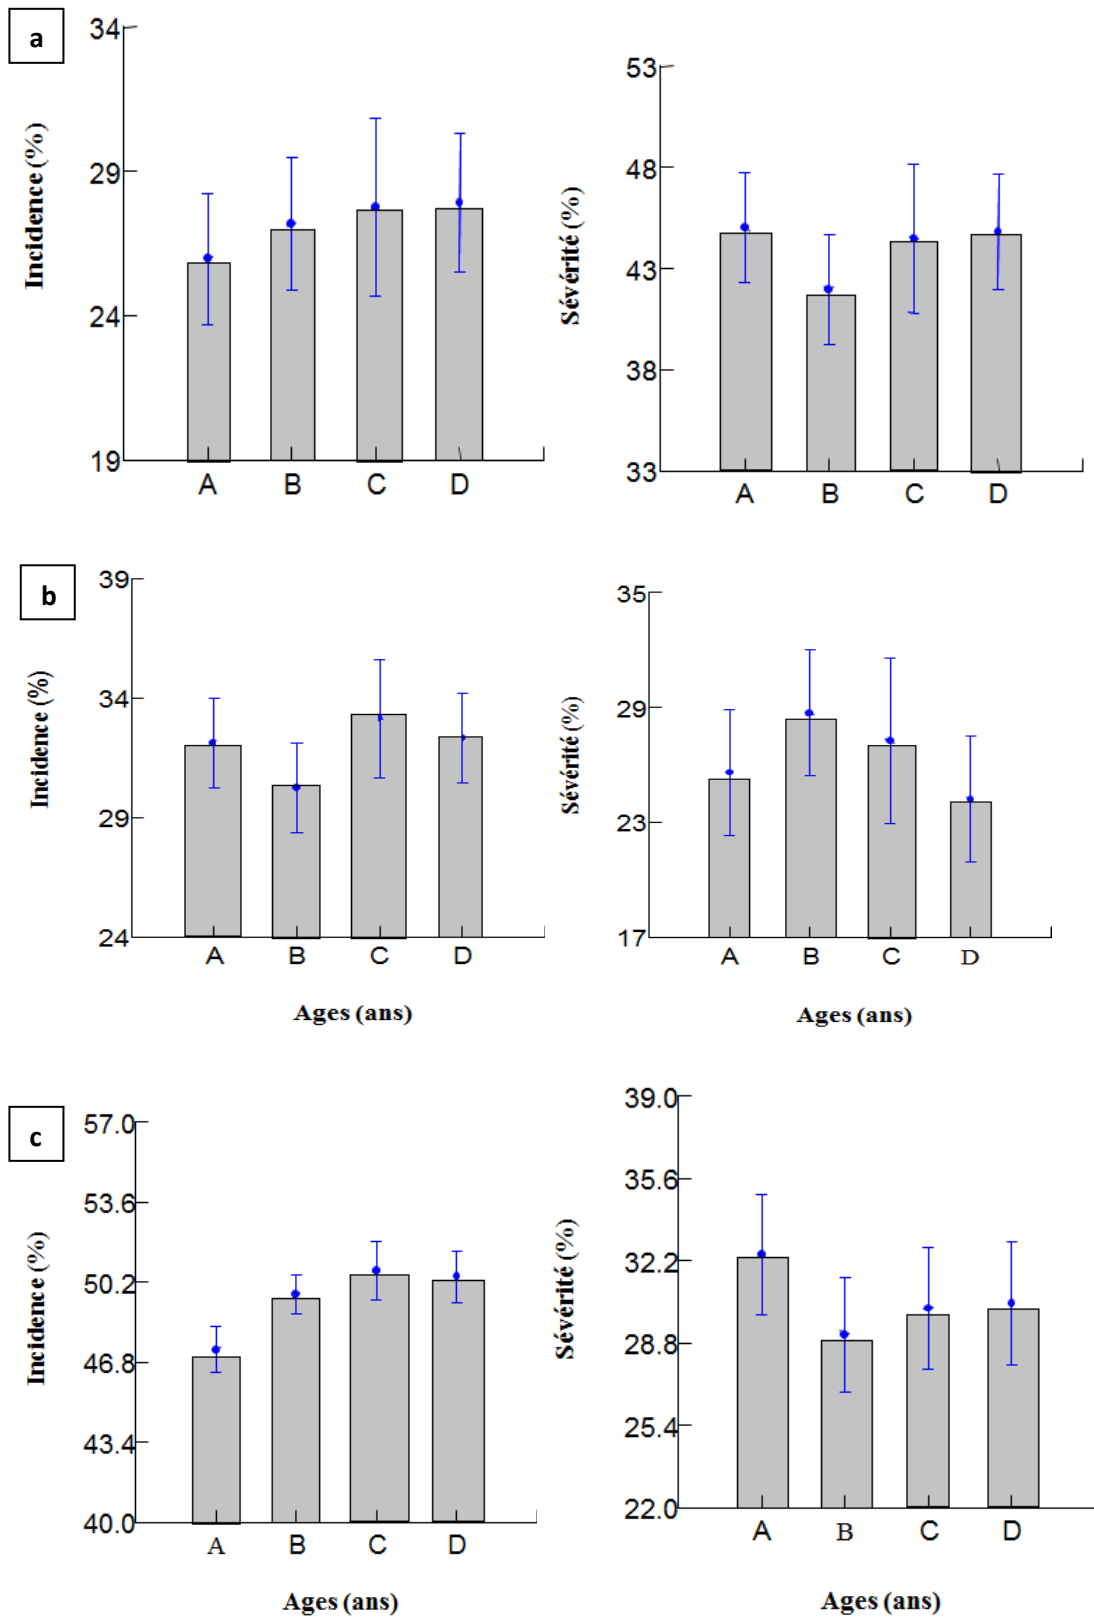 a
Incidence (%)
34
29
24
19
A B C D
Sévérité (%)
53
48
43
38
33
A B C D
b
Incidence (%)
39
34
29
24
A B C D
Ages (ans)
Sévérité (%)
35
29
23
17
A B C D
Ages (ans)
c
Incidence (%)
57.0
53.6
50.2
46.8
43.4
40.0
A B C D
Ages (ans)
Sévérité (%)
39.0
35.6
32.2
28.8
25.4
22.0
A B C D
Ages (ans)